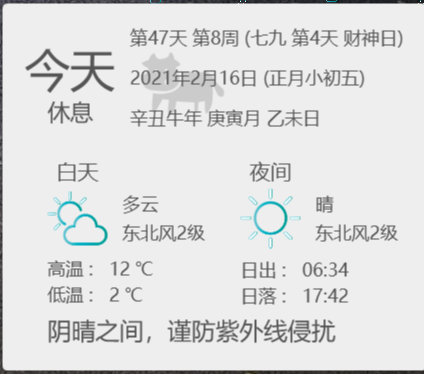 第47天 第8周 (七九 第4天 财神日)
今天
2021年2月16日 (正月小初五)
休息
辛丑牛年 庚寅月 乙未日
白天
夜间
多云
晴
东北风2级
东北风2级
高温： 12 ℃
日出： 06:34
低温： 2 ℃
日落： 17:42
阴晴之间，谨防紫外线侵扰